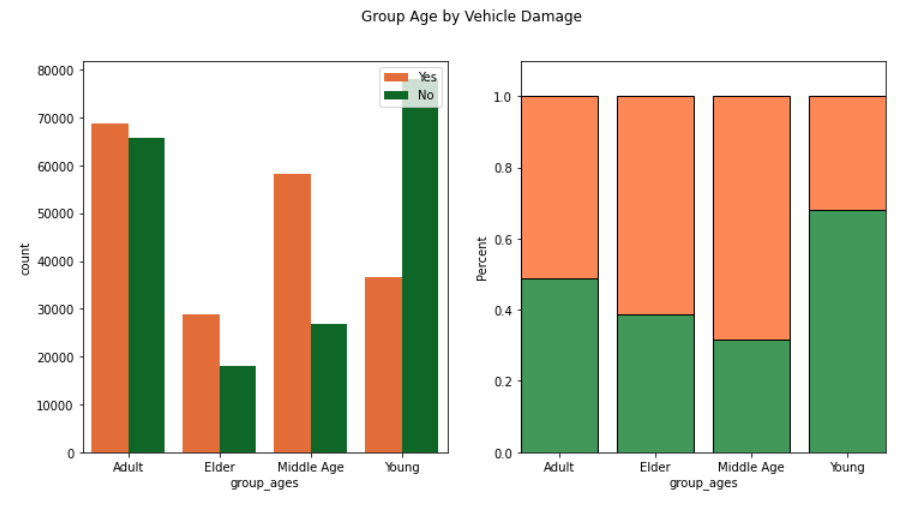 Group Age by Vehicle Damage
80000
70000
60000
50000
40000
30000
20000
10000
0
count
Yes
No
Adult Elder Middle Age Young
group_ages
1.0
0.8
0.6
0.4
0.2
0.0
Percent
Adult Elder Middle Age Young
group_ages